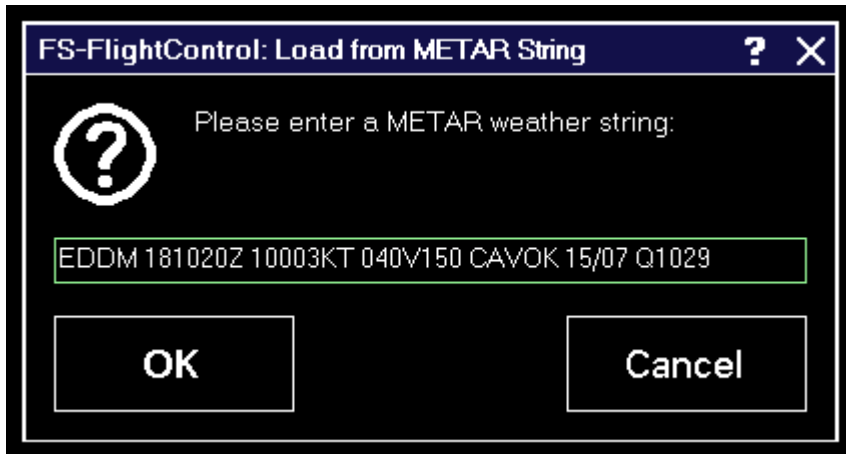 FS-FlightControl: Load from METAR String ? X
?
Please enter a METAR weather string:
EDDM 181020Z 10003KT 040V150 CAVOK 15/07 Q1029
OK Cancel